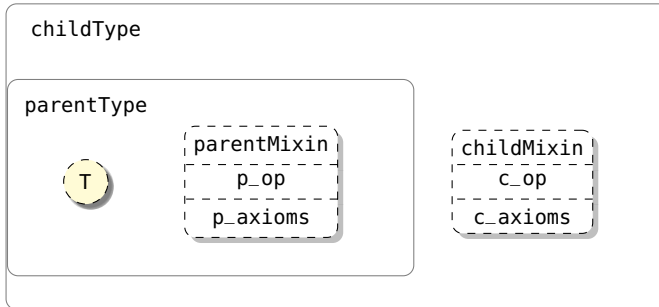 childType
parentType
T
parentMixin
p_op
p_axioms
childMixin
c_op
c_axioms